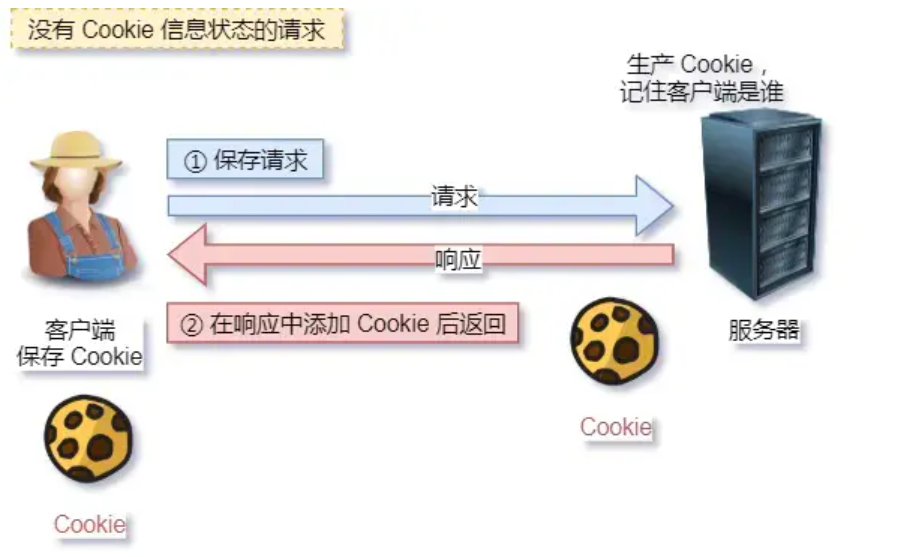 没有 Cookie 信息状态的请求
生产 Cookie，
记住客户端是谁
① 保存请求
请求
响应
② 在响应中添加 Cookie 后返回
客户端
保存 Cookie
服务器
Cookie
Cookie